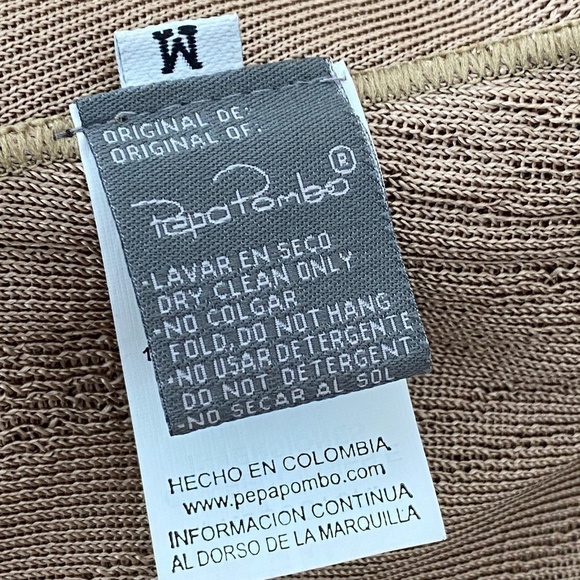 M
ORIGINAL DE:
ORIGINAL OF:
PepaPombo®
-LAVAR EN SECO
DRY CLEAN ONLY
-NO COLGAR
FOLD, DO NOT HANG
-NO USAR DETERGENTE
DO NOT DETERGENT
-NO SECAR AL SOL
HECHO EN COLOMBIA
www.pepapombo.com
INFORMACION CONTINUA
AL DORSO DE LA MARQUILLA